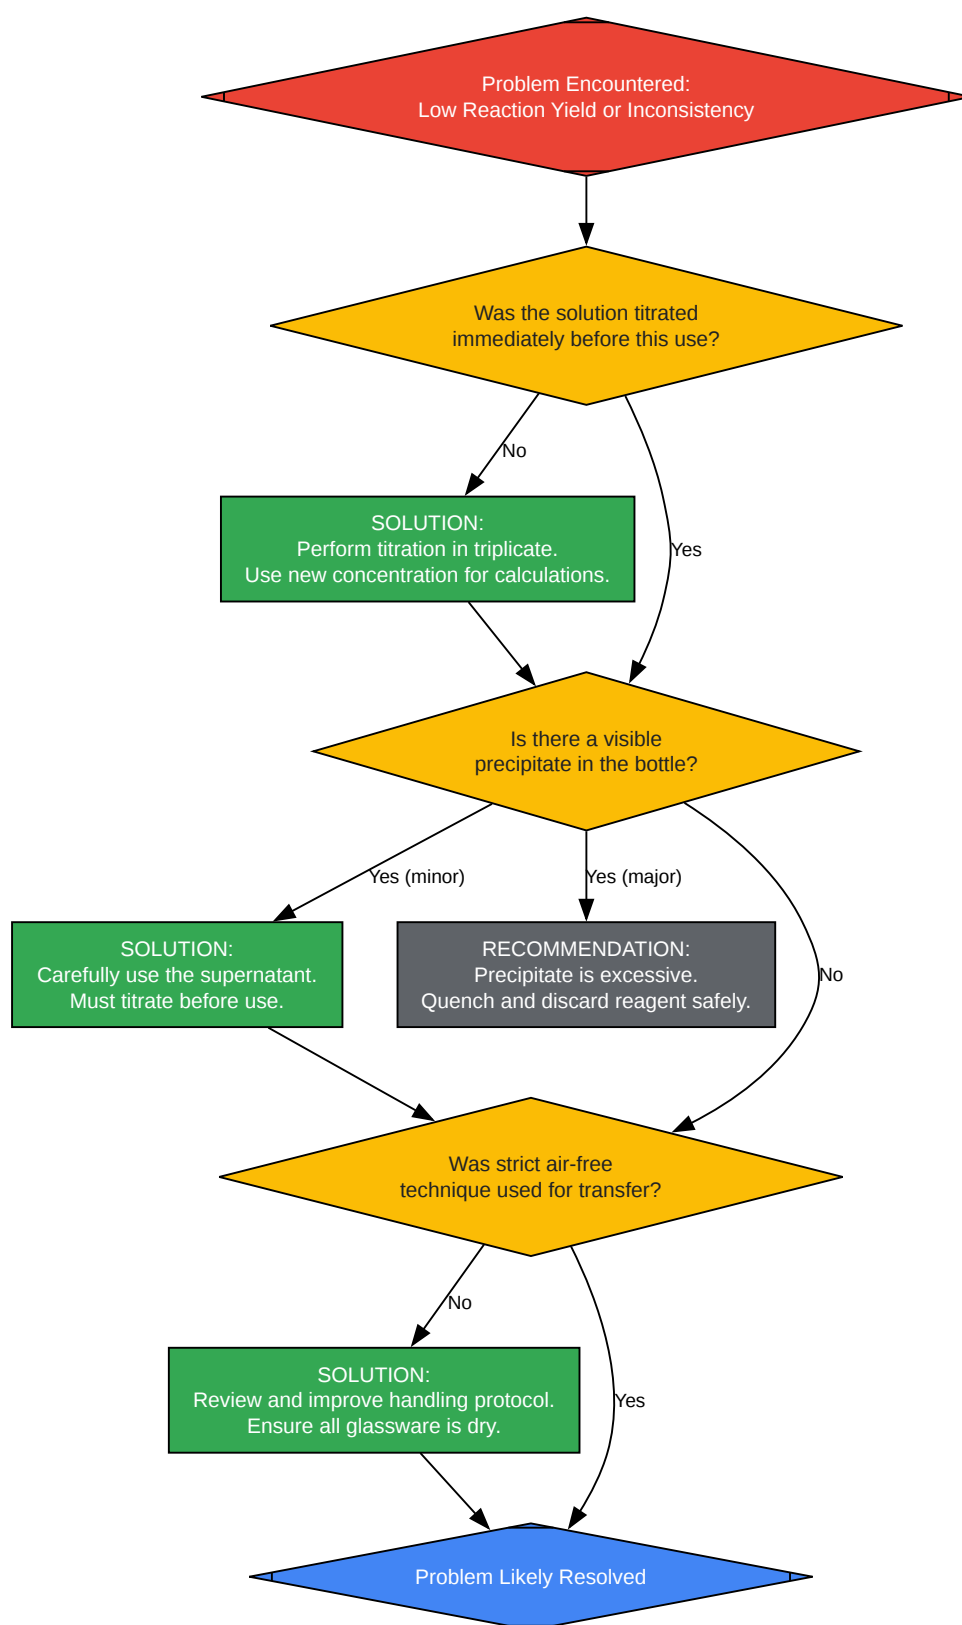 Problem Encountered:
Low Reaction Yield or Inconsistency
Was the solution titrated
immediately before this use?
No
SOLUTION:
Perform titration in triplicate.
Use new concentration for calculations.
Yes
Is there a visible
precipitate in the bottle?
Yes (minor)
Yes (major)
SOLUTION:
Carefully use the supernatant.
Must titrate before use.
RECOMMENDATION:
Precipitate is excessive.
Quench and discard reagent safely.
No
Was strict air-free
technique used for transfer?
No
SOLUTION:
Review and improve handling protocol.
Ensure all glassware is dry.
Yes
Problem Likely Resolved